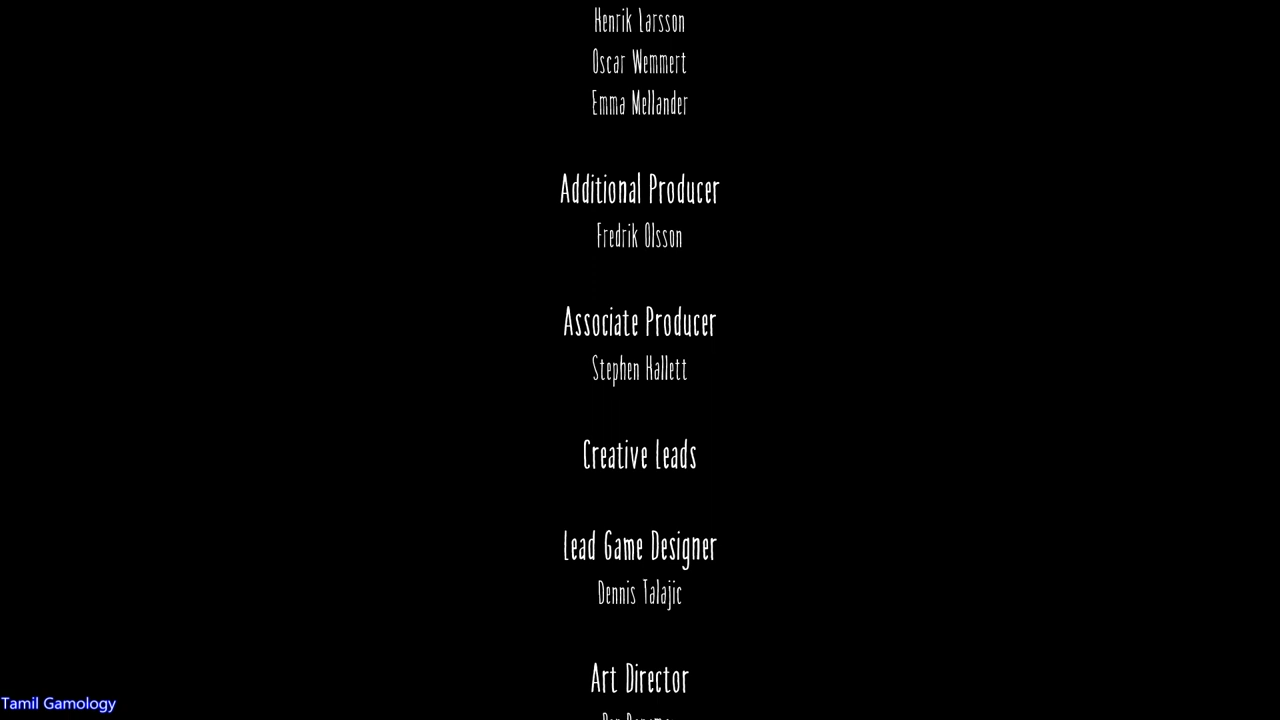 Henrik Larsson
Oscar Wemmert
Emma Mellander
Additional Producer
Fredrik Olsson
Associate Producer
Stephen Hallett
Creative Leads
Lead Game Designer
Dennis Talajic
Art Director
Tamil Gamology